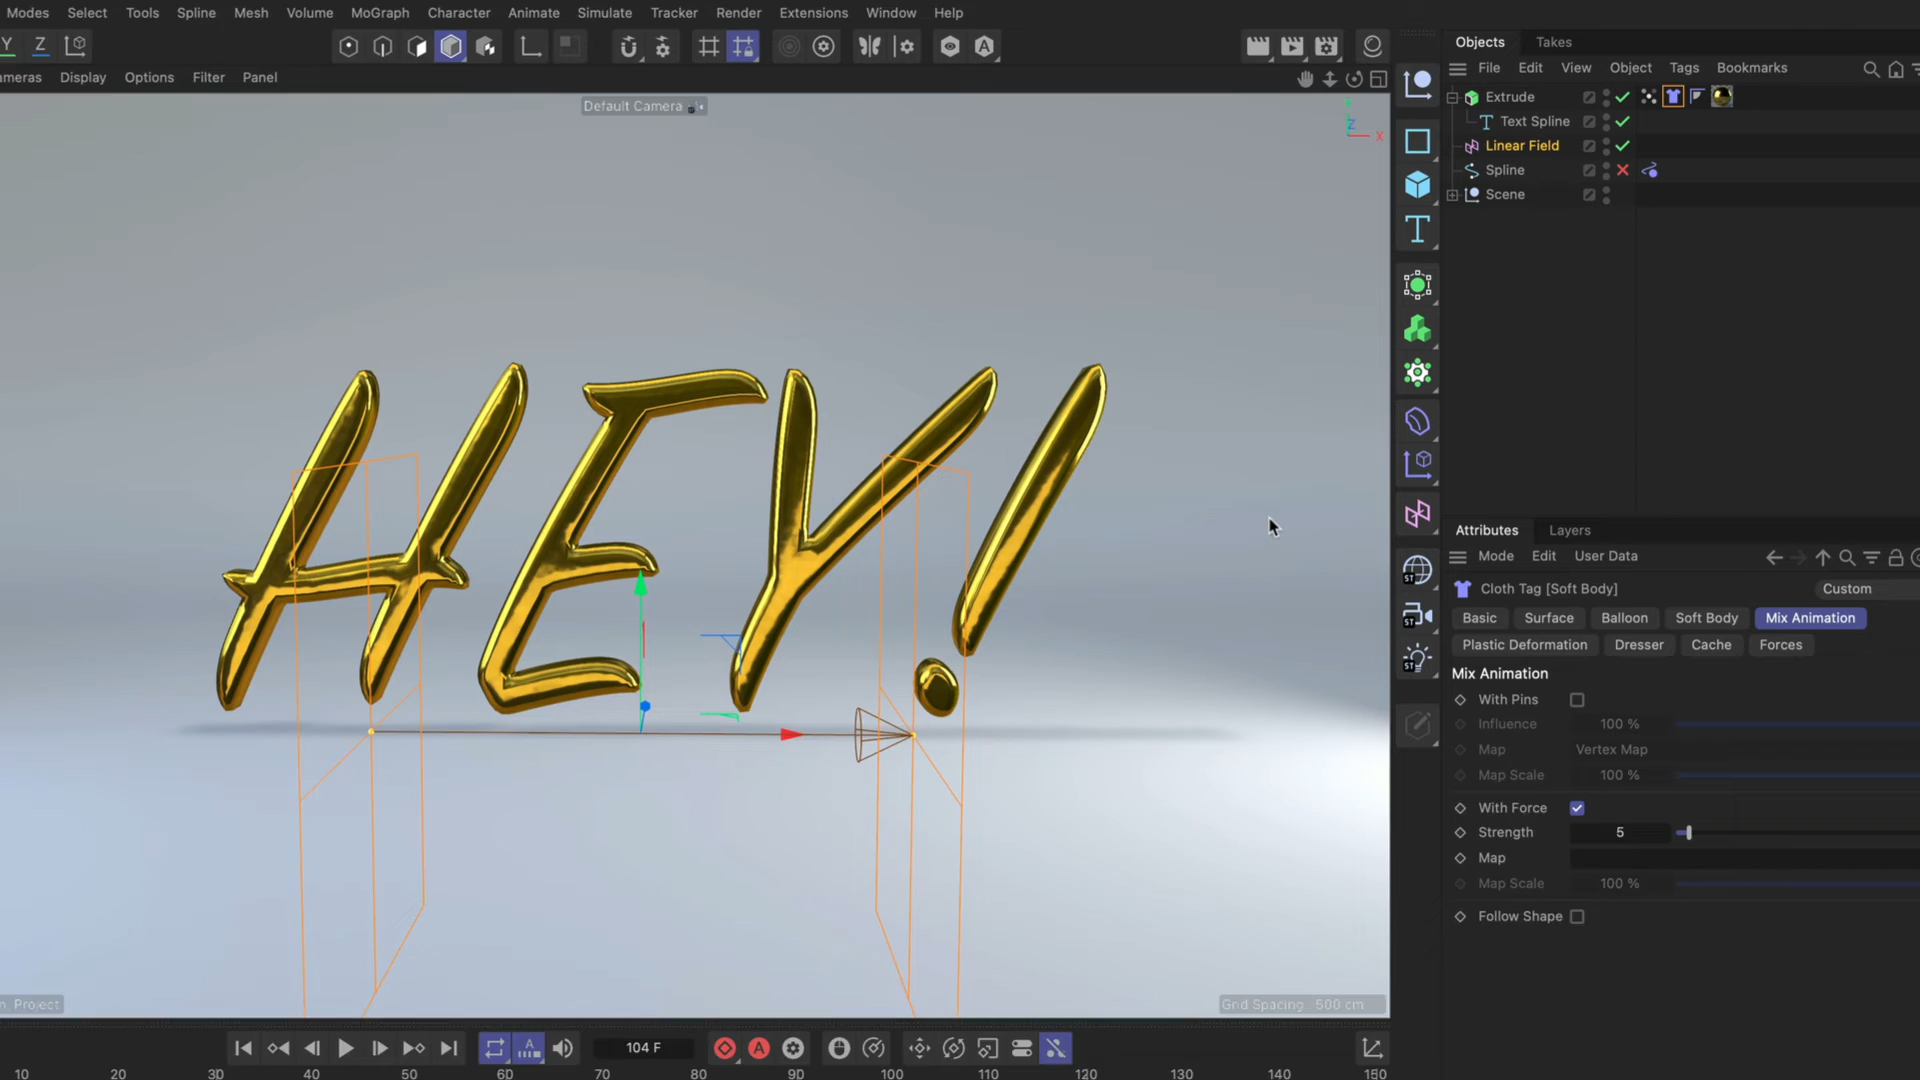 Modes Select Tools Spline Mesh Volume MoGraph Character Animate Simulate Tracker Render Extensions Window Help
Y Z
ameras Display Options Filter Panel
Default Camera
Z X
HEY!
n Project
Grid Spacing 500 cm
104 F
10 20 30 40 50 60 70 80 90 100 110 120 130 140 150
Objects Takes
File Edit View Object Tags Bookmarks
Extrude
Text Spline
Linear Field
Spline
Scene
ST
ST
ST
Attributes Layers
Mode Edit User Data
Cloth Tag [Soft Body] Custom
Basic Surface Balloon Soft Body Mix Animation
Plastic Deformation Dresser Cache Forces
Mix Animation
With Pins
Influence 100 %
Map Vertex Map
Map Scale 100 %
With Force
Strength 5
Map
Map Scale 100 %
Follow Shape